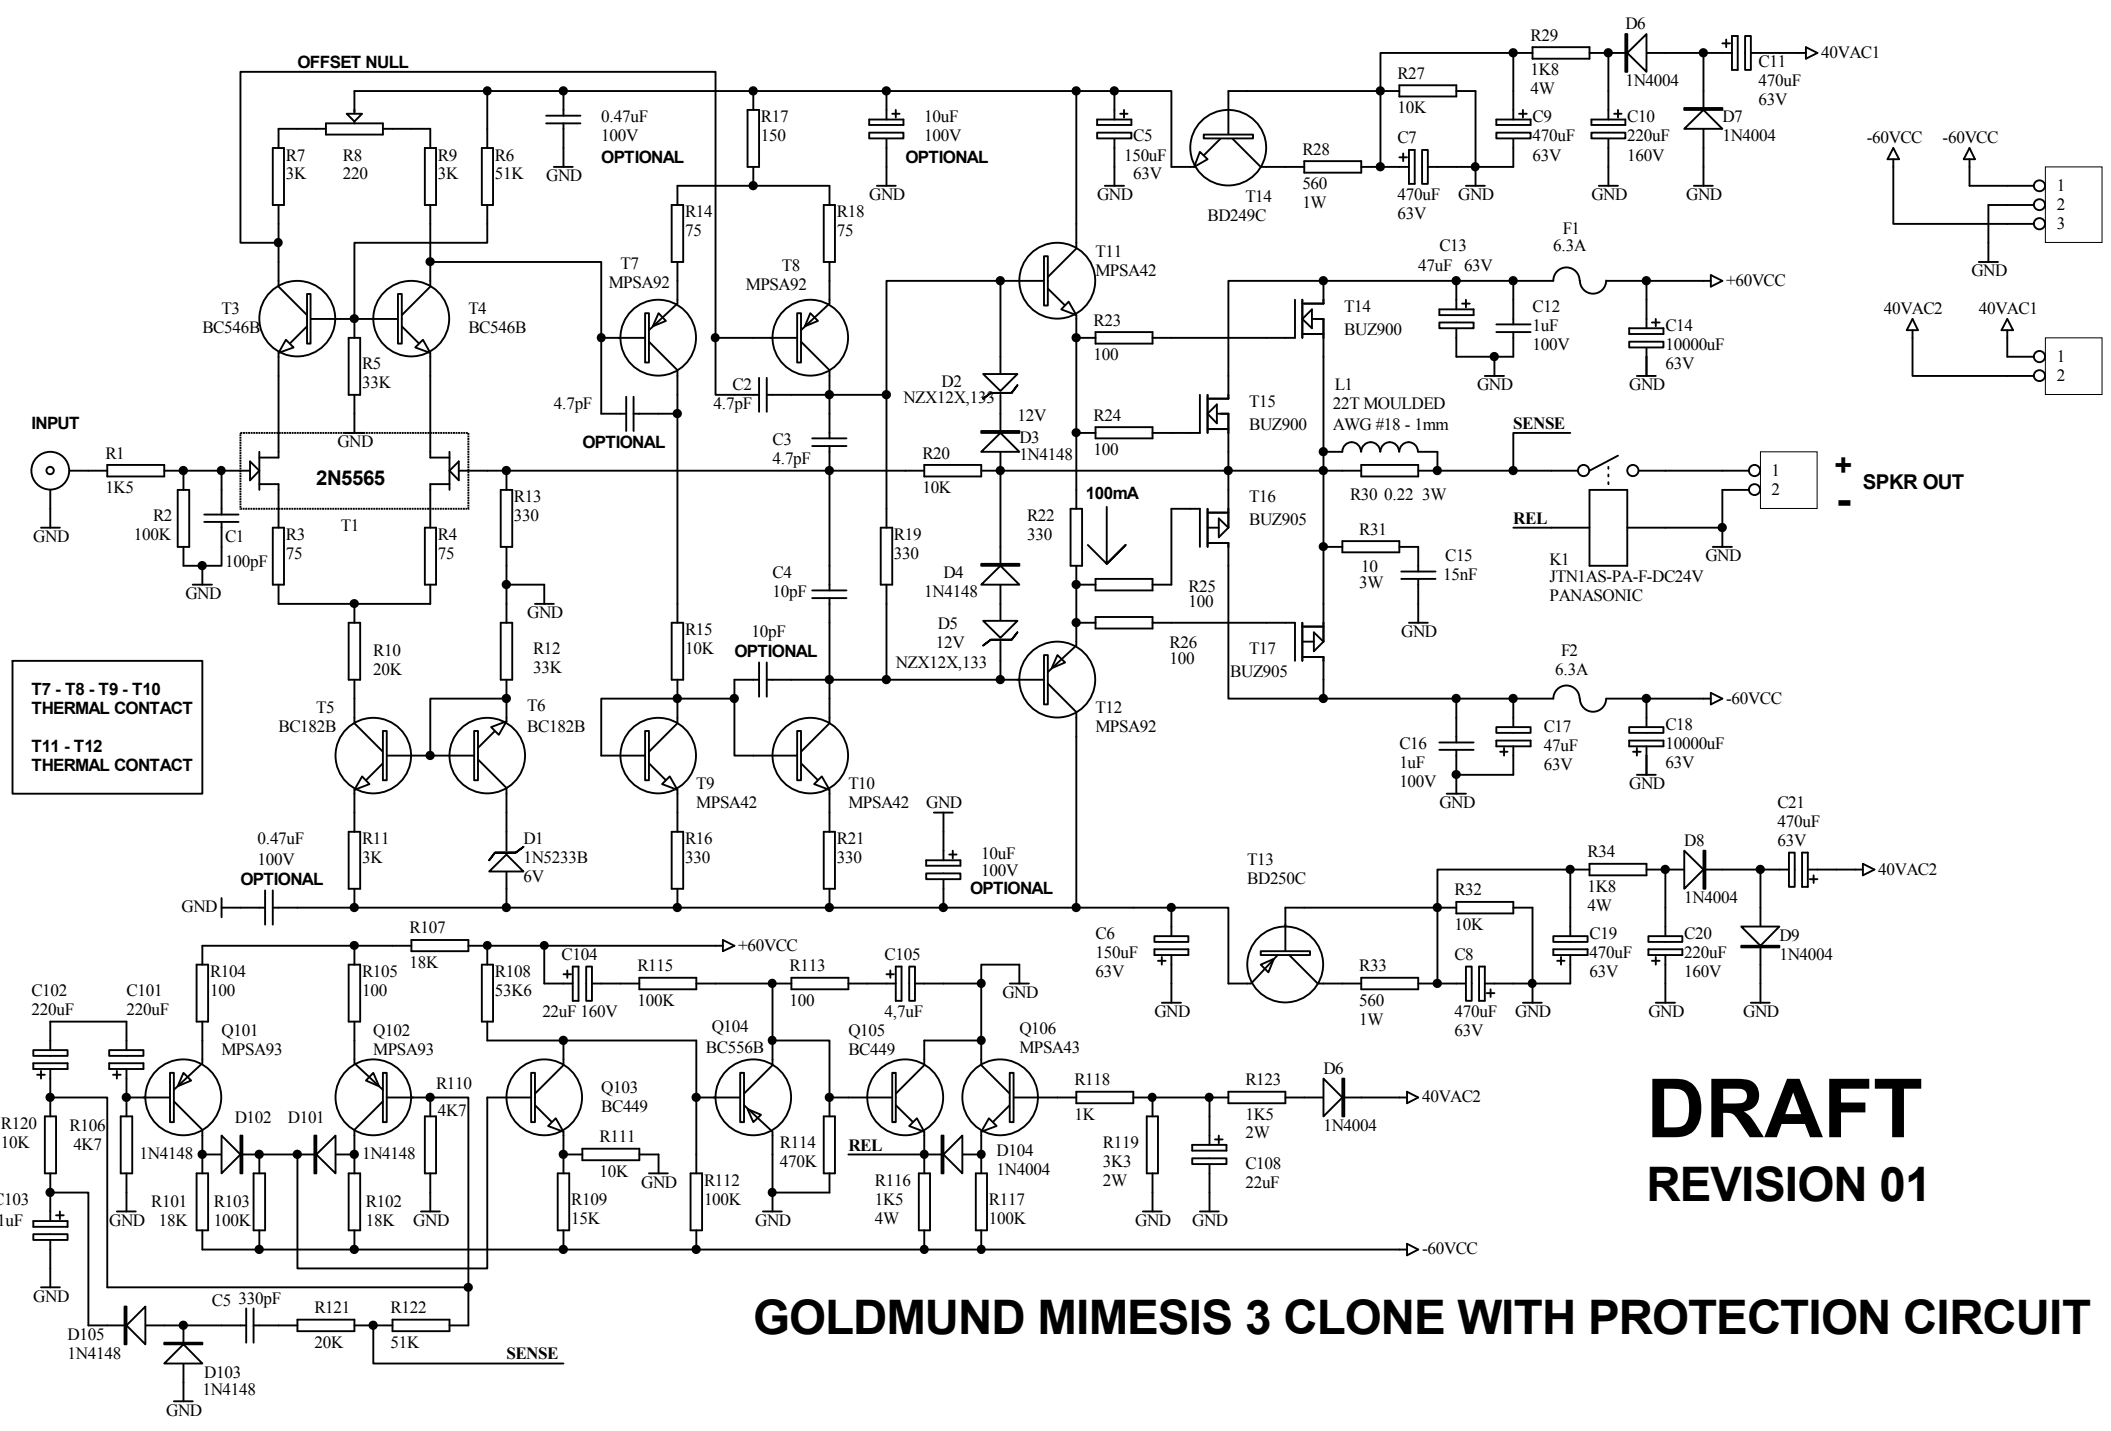 OFFSET NULL
R7
3K
R8
220
R9
3K
R6
51K
0.47uF
100V
OPTIONAL
GND
R17
150
10uF
100V
OPTIONAL
GND
C5
150uF
63V
GND
T14
BD249C
R28
560
1W
R27
10K
C7
470uF
63V
GND
R29
1K8
4W
C9
470uF
63V
D6
1N4004
C10
220uF
160V
GND
D7
1N4004
GND
C11
470uF
63V
40VAC1
-60VCC
-60VCC
1
2
3
GND
40VAC2
40VAC1
1
2
T3
BC546B
T4
BC546B
R5
33K
GND
R14
75
R18
75
T7
MPSA92
T8
MPSA92
4.7pF
OPTIONAL
C2
4.7pF
C3
4.7pF
T11
MPSA42
D2
NZX12X,133
12V
D3
1N4148
R23
100
R24
100
T14
BUZ900
T15
BUZ900
C13
47uF 63V
C12
1uF
100V
GND
F1
6.3A
+60VCC
C14
10000uF
63V
GND
L1
22T MOULDED
AWG #18 - 1mm
SENSE
R30 0.22 3W
1
2
+
-
SPKR OUT
REL
GND
K1
JTN1AS-PA-F-DC24V
PANASONIC
INPUT
GND
R1
1K5
R2
100K
C1
100pF
GND
2N5565
T1
R3
75
R4
75
R13
330
GND
R12
33K
R10
20K
R20
10K
R19
330
C4
10pF
D4
1N4148
D5
12V
NZX12X,133
R22
330
100mA
R25
100
R26
100
T16
BUZ905
T17
BUZ905
R31
10
3W
C15
15nF
GND
F2
6.3A
-60VCC
T12
MPSA92
C16
1uF
100V
GND
C17
47uF
63V
C18
10000uF
63V
GND
T7 - T8 - T9 - T10
THERMAL CONTACT
T11 - T12
THERMAL CONTACT
T5
BC182B
T6
BC182B
R15
10K
10pF
OPTIONAL
T9
MPSA42
T10
MPSA42
R11
3K
D1
1N5233B
6V
R16
330
R21
330
GND
10uF
100V
OPTIONAL
0.47uF
100V
OPTIONAL
GND
C6
150uF
63V
GND
T13
BD250C
R33
560
1W
R32
10K
C8
470uF
63V
GND
R34
1K8
4W
C19
470uF
63V
D8
1N4004
C20
220uF
160V
GND
D9
1N4004
GND
C21
470uF
63V
40VAC2
R107
18K
+60VCC
R104
100
R105
100
R108
53K6
C104
22uF 160V
R115
100K
R113
100
C105
4,7uF
GND
C102
220uF
C101
220uF
Q101
MPSA93
Q102
MPSA93
Q103
BC449
Q104
BC556B
Q105
BC449
Q106
MPSA43
R120
10K
R106
4K7
GND
D102
D101
1N4148
1N4148
R110
4K7
GND
R101
18K
R103
100K
R102
18K
R111
10K
GND
R109
15K
R112
100K
R114
470K
GND
REL
R116
1K5
4W
D104
1N4004
R117
100K
R118
1K
R119
3K3
2W
GND
R123
1K5
2W
C108
22uF
GND
D6
1N4004
40VAC2
-60VCC
C103
1uF
GND
D105
1N4148
D103
1N4148
GND
C5 330pF
R121
20K
R122
51K
SENSE
DRAFT
REVISION 01
GOLDMUND MIMESIS 3 CLONE WITH PROTECTION CIRCUIT